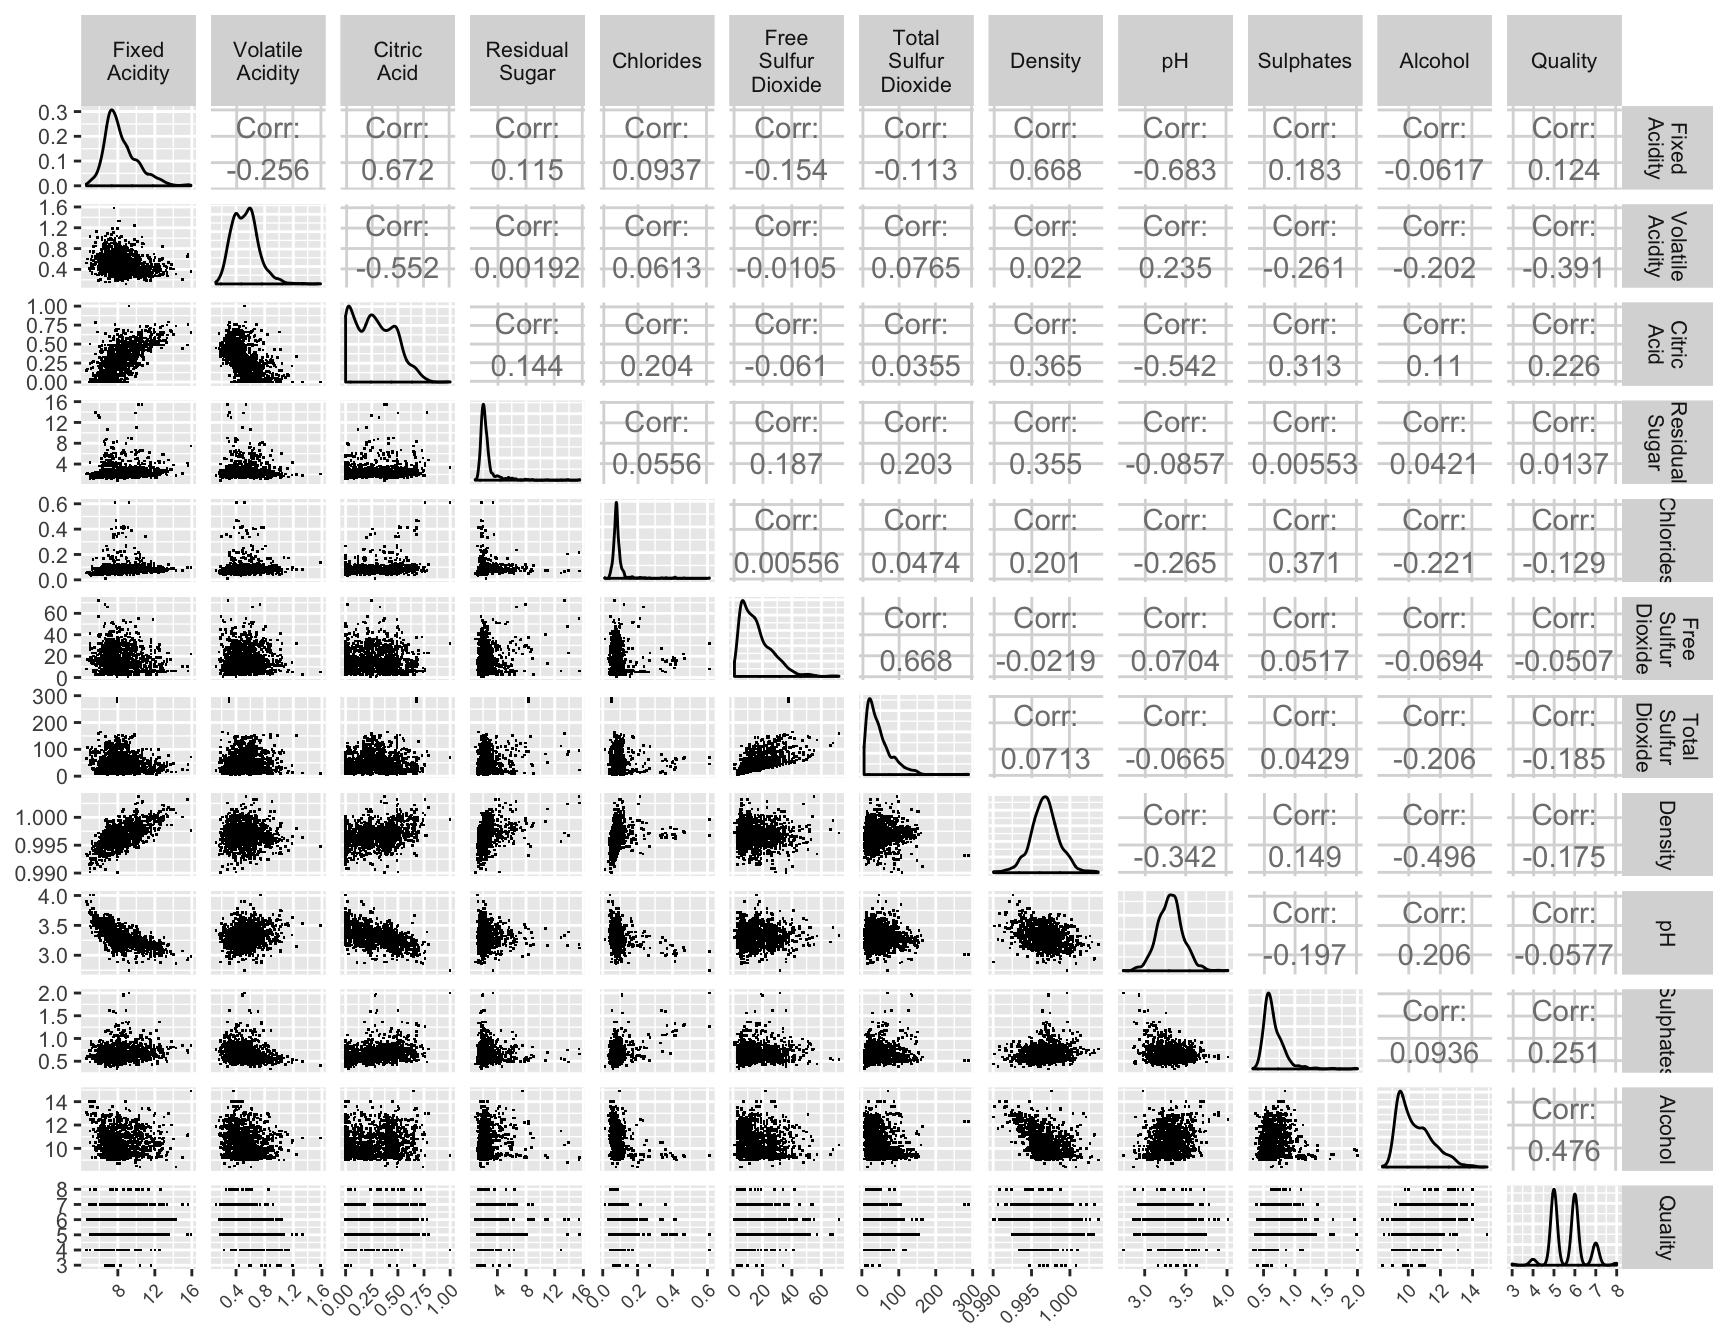 Fixed
Acidity
Volatile
Acidity
Citric
Acid
Residual
Sugar
Chlorides
Free
Sulfur
Dioxide
Total
Sulfur
Dioxide
Density
pH
Sulphates
Alcohol
Quality
0.3
0.2
0.1
0.0
Corr:
-0.256
Corr:
0.672
Corr:
0.115
Corr:
0.0937
Corr:
-0.154
Corr:
-0.113
Corr:
0.668
Corr:
-0.683
Corr:
0.183
Corr:
-0.0617
Corr:
0.124
Fixed
Acidity
1.6
1.2
0.8
0.4
Corr:
-0.552
Corr:
0.00192
Corr:
0.0613
Corr:
-0.0105
Corr:
0.0765
Corr:
0.022
Corr:
0.235
Corr:
-0.261
Corr:
-0.202
Corr:
-0.391
Volatile
Acidity
1.00
0.75
0.50
0.25
0.00
Corr:
0.144
Corr:
0.204
Corr:
-0.061
Corr:
0.0355
Corr:
0.365
Corr:
-0.542
Corr:
0.313
Corr:
0.11
Corr:
0.226
Citric
Acid
16
12
8
4
Corr:
0.0556
Corr:
0.187
Corr:
0.203
Corr:
0.355
Corr:
-0.0857
Corr:
0.00553
Corr:
0.0421
Corr:
0.0137
Residual
Sugar
0.6
0.4
0.2
0.0
Corr:
0.00556
Corr:
0.0474
Corr:
0.201
Corr:
-0.265
Corr:
0.371
Corr:
-0.221
Corr:
-0.129
Chlorides
60
40
20
0
Corr:
0.668
Corr:
-0.0219
Corr:
0.0704
Corr:
0.0517
Corr:
-0.0694
Corr:
-0.0507
Free
Sulfur
Dioxide
300
200
100
0
Corr:
0.0713
Corr:
-0.0665
Corr:
0.0429
Corr:
-0.206
Corr:
-0.185
Total
Sulfur
Dioxide
1.000
0.995
0.990
Corr:
-0.342
Corr:
0.149
Corr:
-0.496
Corr:
-0.175
Density
4.0
3.5
3.0
Corr:
-0.197
Corr:
0.206
Corr:
-0.0577
pH
2.0
1.5
1.0
0.5
Corr:
0.0936
Corr:
0.251
Sulphates
14
12
10
Corr:
0.476
Alcohol
8
7
6
5
4
3
Quality
8 12 16
0.4 0.8 1.2 1.6
0.00 0.25 0.50 0.75 1.00
4 8 12 16
0.0 0.2 0.4 0.6
0 20 40 60
0 100 200 300
0.990 0.995 1.000
3.0 3.5 4.0
0.5 1.0 1.5 2.0
10 12 14
3 4 5 6 7 8